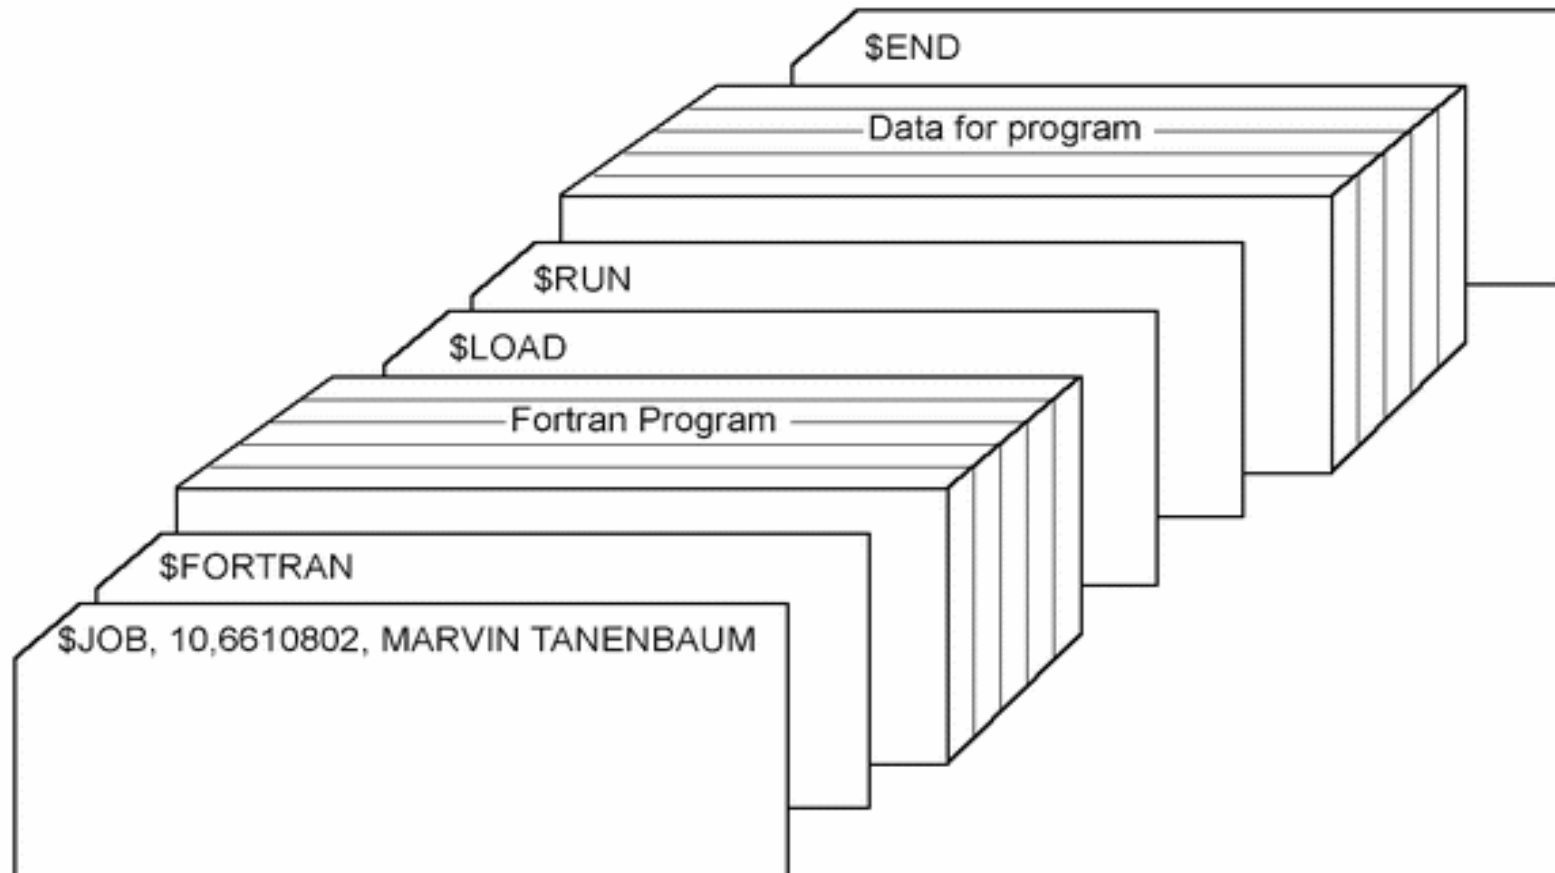 $END
Data for program
$RUN
$LOAD
Fortran Program
$FORTRAN
$JOB, 10,6610802, MARVIN TANENBAUM